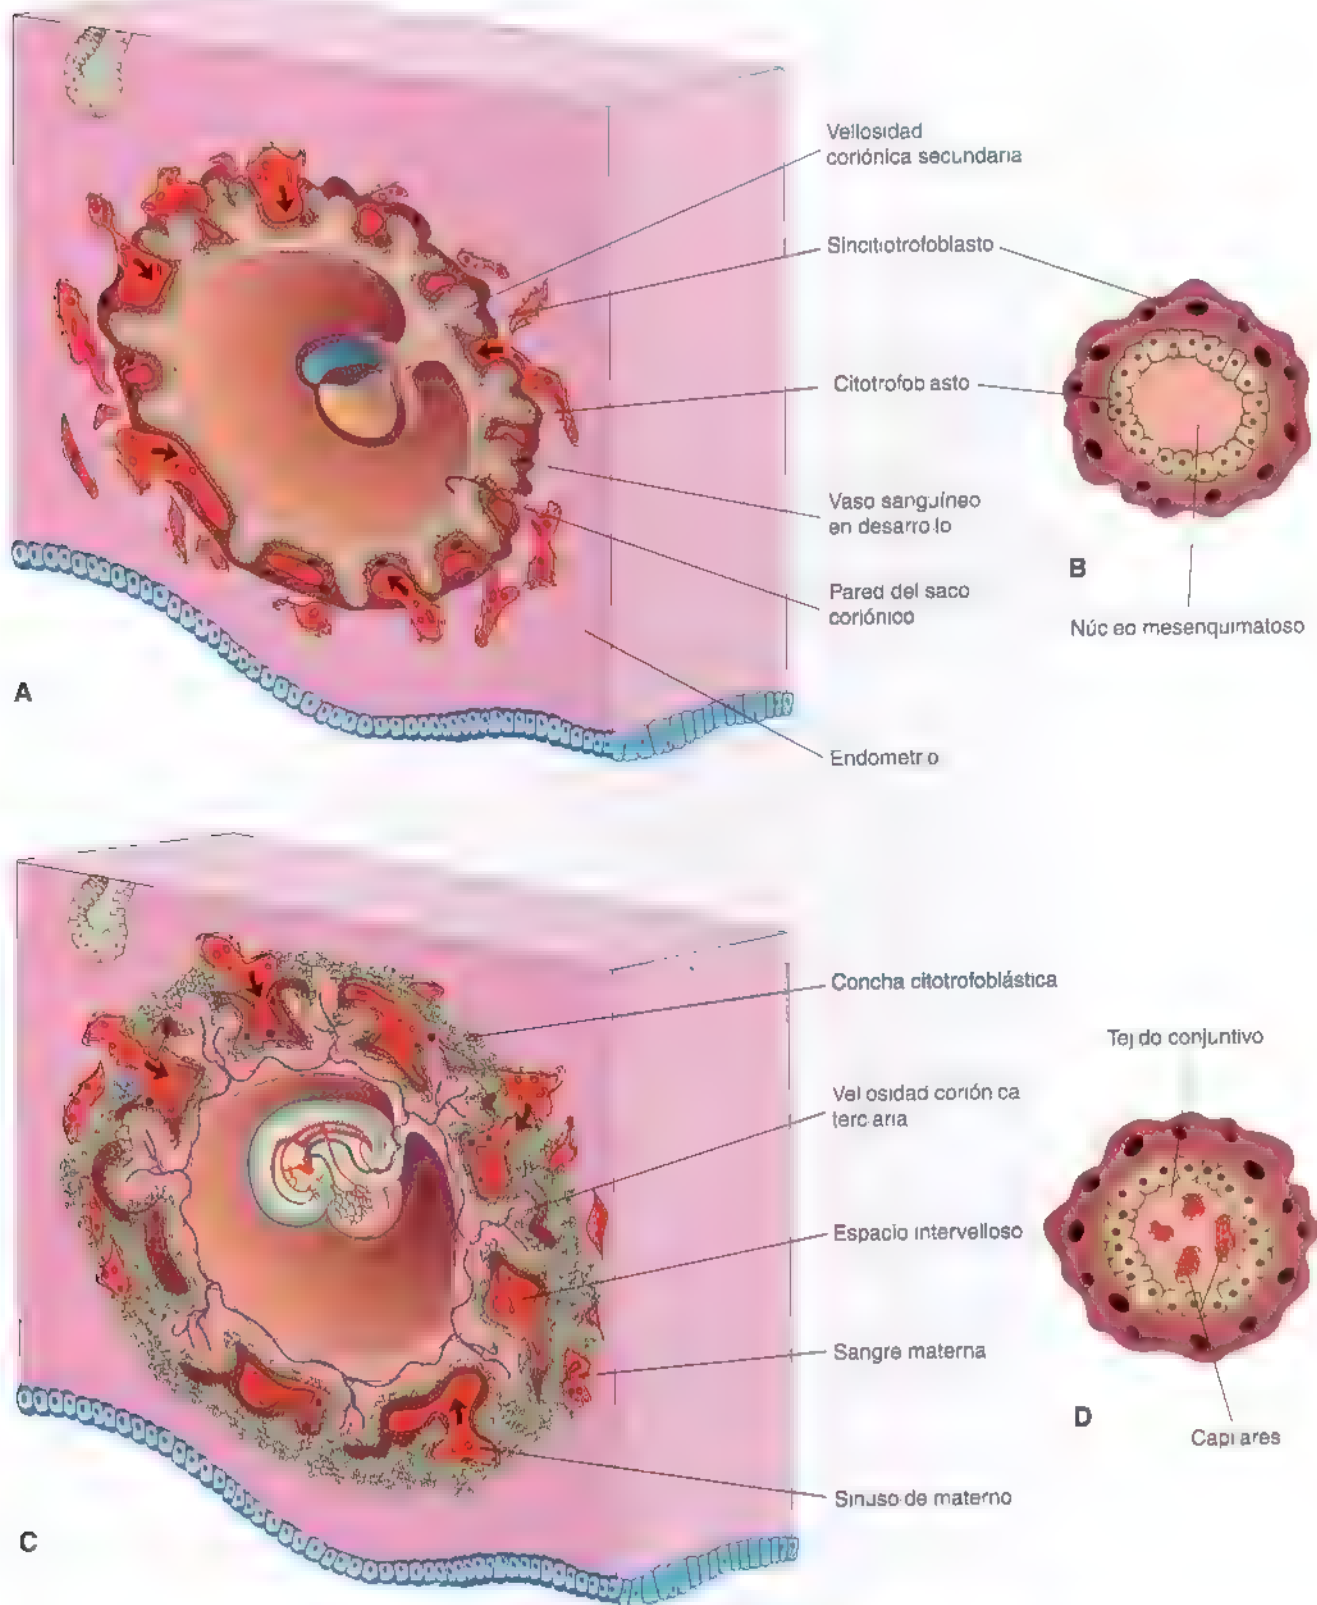 Vellosidad
coriónica secundaria
Sincitiotrofoblasto
Citotrofob asto
Vaso sanguíneo
en desarro lo
B
Pared del saco
coriónico
Núc eo mesenquimatoso
A
Endometr o
Concha citotrofoblástica
Tej do conjuntivo
Vel osidad corión ca
terc aria
Espacio intervelloso
Sangre materna
D
Capi ares
Sinuso de materno
C